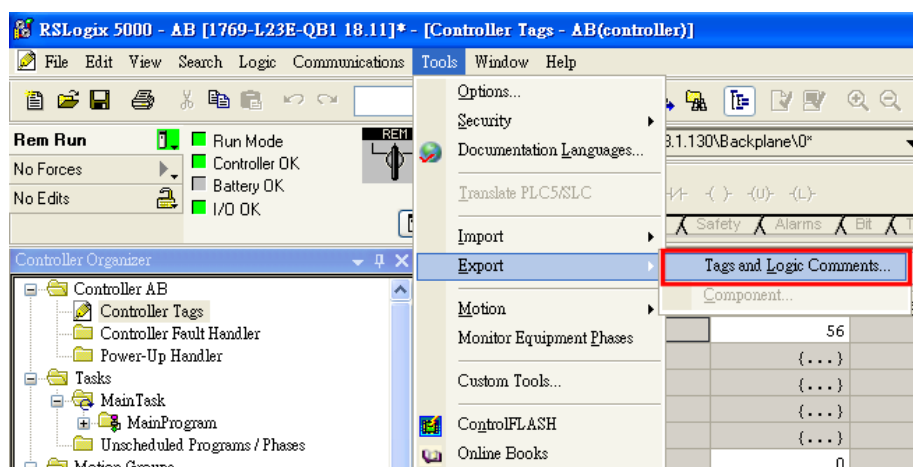 RSLogix 5000 - AB [1769-L23E-QB1 18.11]* - [Controller Tags - AB(controller)]
File Edit View Search Logic Communications Tools Window Help
Rem Run
No Forces
No Edits
Run Mode
Controller OK
Battery OK
I/O OK
REM
.1.130\Backplane\0*
Safety Alarms Bit
Controller Organizer
Controller AB
Controller Tags
Controller Fault Handler
Power-Up Handler
Tasks
MainTask
MainProgram
Unscheduled Programs / Phases
Motion Groups
Options...
Security
Documentation Languages...
Translate PLC5/SLC
Import
Export
Motion
Monitor Equipment Phases
Custom Tools...
ControlFLASH
Online Books
Tags and Logic Comments...
Component...
56
{...}
{...}
{...}
{...}
0